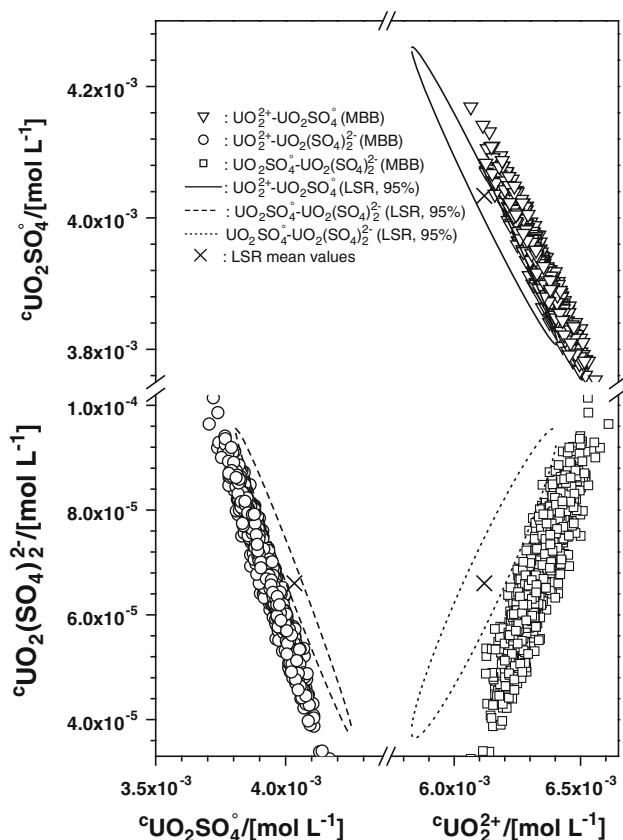 4.2x10⁻³
4.0x10⁻³
3.8x10⁻³
cUO₂SO₄°/[mol L⁻¹]
▽ : UO₂²⁺-UO₂SO₄° (MBB)
○ : UO₂²⁺-UO₂(SO₄)₂²⁻ (MBB)
□ : UO₂SO₄°-UO₂(SO₄)₂²⁻ (MBB)
: UO₂²⁺-UO₂SO₄° (LSR, 95%)
: UO₂SO₄°-UO₂(SO₄)₂²⁻ (LSR, 95%)
UO₂SO₄°-UO₂(SO₄)₂²⁻ (LSR, 95%)
× : LSR mean values
1.0x10⁻⁴
8.0x10⁻⁵
6.0x10⁻⁵
4.0x10⁻⁵
cUO₂(SO₄)₂²⁻/[mol L⁻¹]
3.5x10⁻³ 4.0x10⁻³ 6.0x10⁻³ 6.5x10⁻³
cUO₂SO₄°/[mol L⁻¹] cUO₂²⁺/[mol L⁻¹]